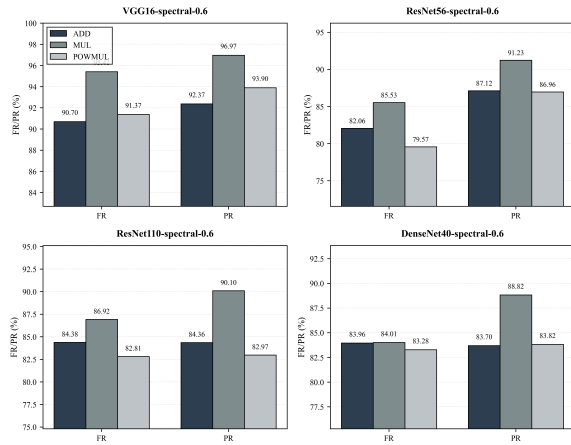 VGG16-spectral-0.6
100
98
96
94
92
90
88
86
84
FR/PR (%)
ADD
MUL
POWMUL
90.70
91.37
92.37
96.97
93.90
FR
PR
ResNet56-spectral-0.6
95
90
85
80
75
FR/PR (%)
82.06
85.53
79.57
87.12
91.23
86.96
FR
PR
ResNet110-spectral-0.6
95.0
92.5
90.0
87.5
85.0
82.5
80.0
77.5
75.0
FR/PR (%)
84.38
86.92
82.81
84.36
90.10
82.97
FR
PR
DenseNet40-spectral-0.6
92.5
90.0
87.5
85.0
82.5
80.0
77.5
FR/PR (%)
83.96
84.01
83.28
83.70
88.82
83.82
FR
PR